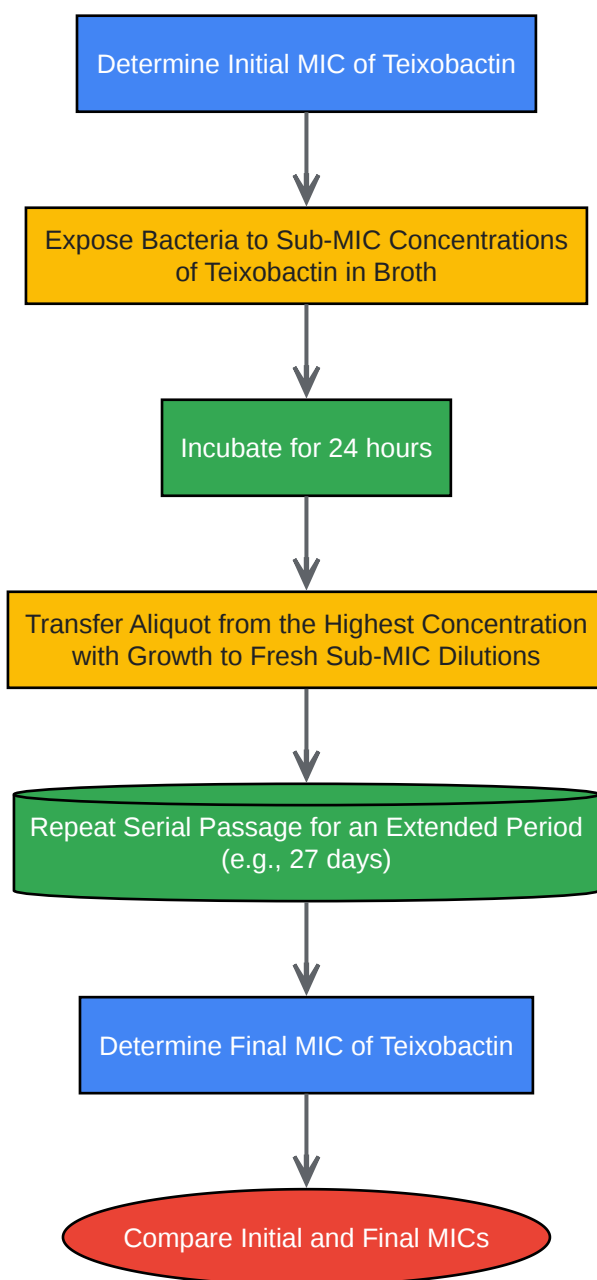 Determine Initial MIC of Teixobactin
Expose Bacteria to Sub-MIC Concentrations
of Teixobactin in Broth
Incubate for 24 hours
Transfer Aliquot from the Highest Concentration
with Growth to Fresh Sub-MIC Dilutions
Repeat Serial Passage for an Extended Period
(e.g., 27 days)
Determine Final MIC of Teixobactin
Compare Initial and Final MICs